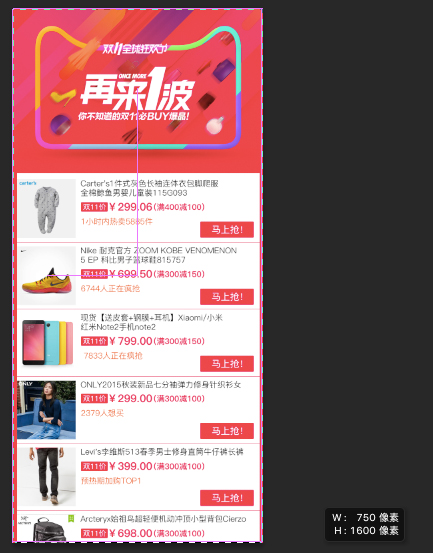 双11全球狂欢节
ONCE MORE
再来1波
你不知道的双11必BUY爆品!
carter's
Carter's1件式灰色长袖连体衣包脚爬服
全棉鲸鱼男婴儿童装115G093
双11价 ¥ 299.06 (满400减100)
1小时内热卖5885件
马上抢!
Nike 耐克官方 ZOOM KOBE VENOMENON
5 EP 科比男子篮球鞋815757
双11价 ¥ 699.50 (满300减150)
6744人正在疯抢
马上抢!
现货【送皮套+钢膜+耳机】Xiaomi/小米
红米Note2手机note2
双11价 ¥ 799.00 (满300减150)
7633人正在疯抢
马上抢!
ONLY
ONLY2015秋装新品七分袖弹力修身针织衫女
双11价 ¥ 299.00 (满300减100)
2379人想买
马上抢!
Levi's李维斯513春季男士修身直筒牛仔裤长裤
双11价 ¥ 399.00 (满300减100)
预热期加购TOP1
马上抢!
Arcteryx始祖鸟超轻便机动冲顶小型背包Cierzo
双11价 ¥ 698.00 (满300减100)
W: 750 像素
H: 1600 像素